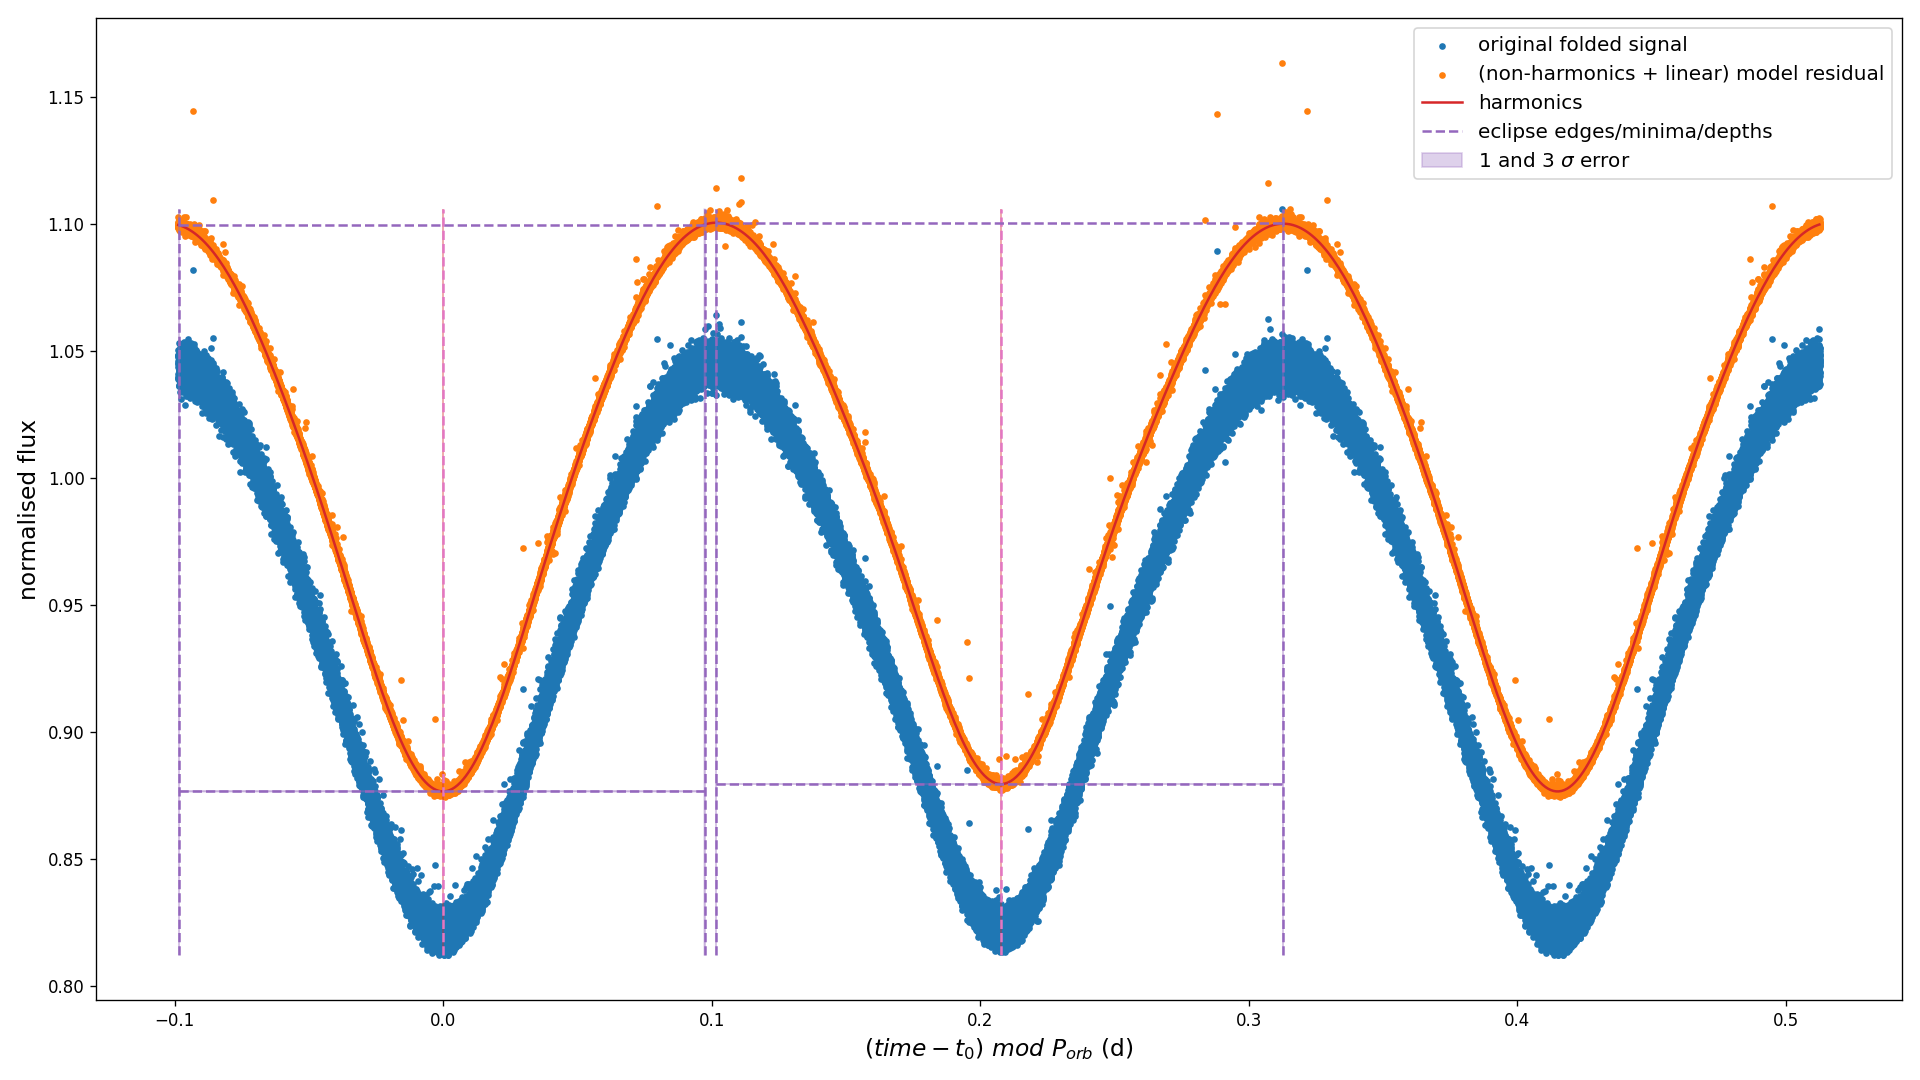 original folded signal
(non-harmonics + linear) model residual
harmonics
eclipse edges/minima/depths
1 and 3 σ error
normalised flux
1.15
1.10
1.05
1.00
0.95
0.90
0.85
0.80
−0.1 0.0 0.1 0.2 0.3 0.4 0.5
(time − t₀) mod P_orb (d)